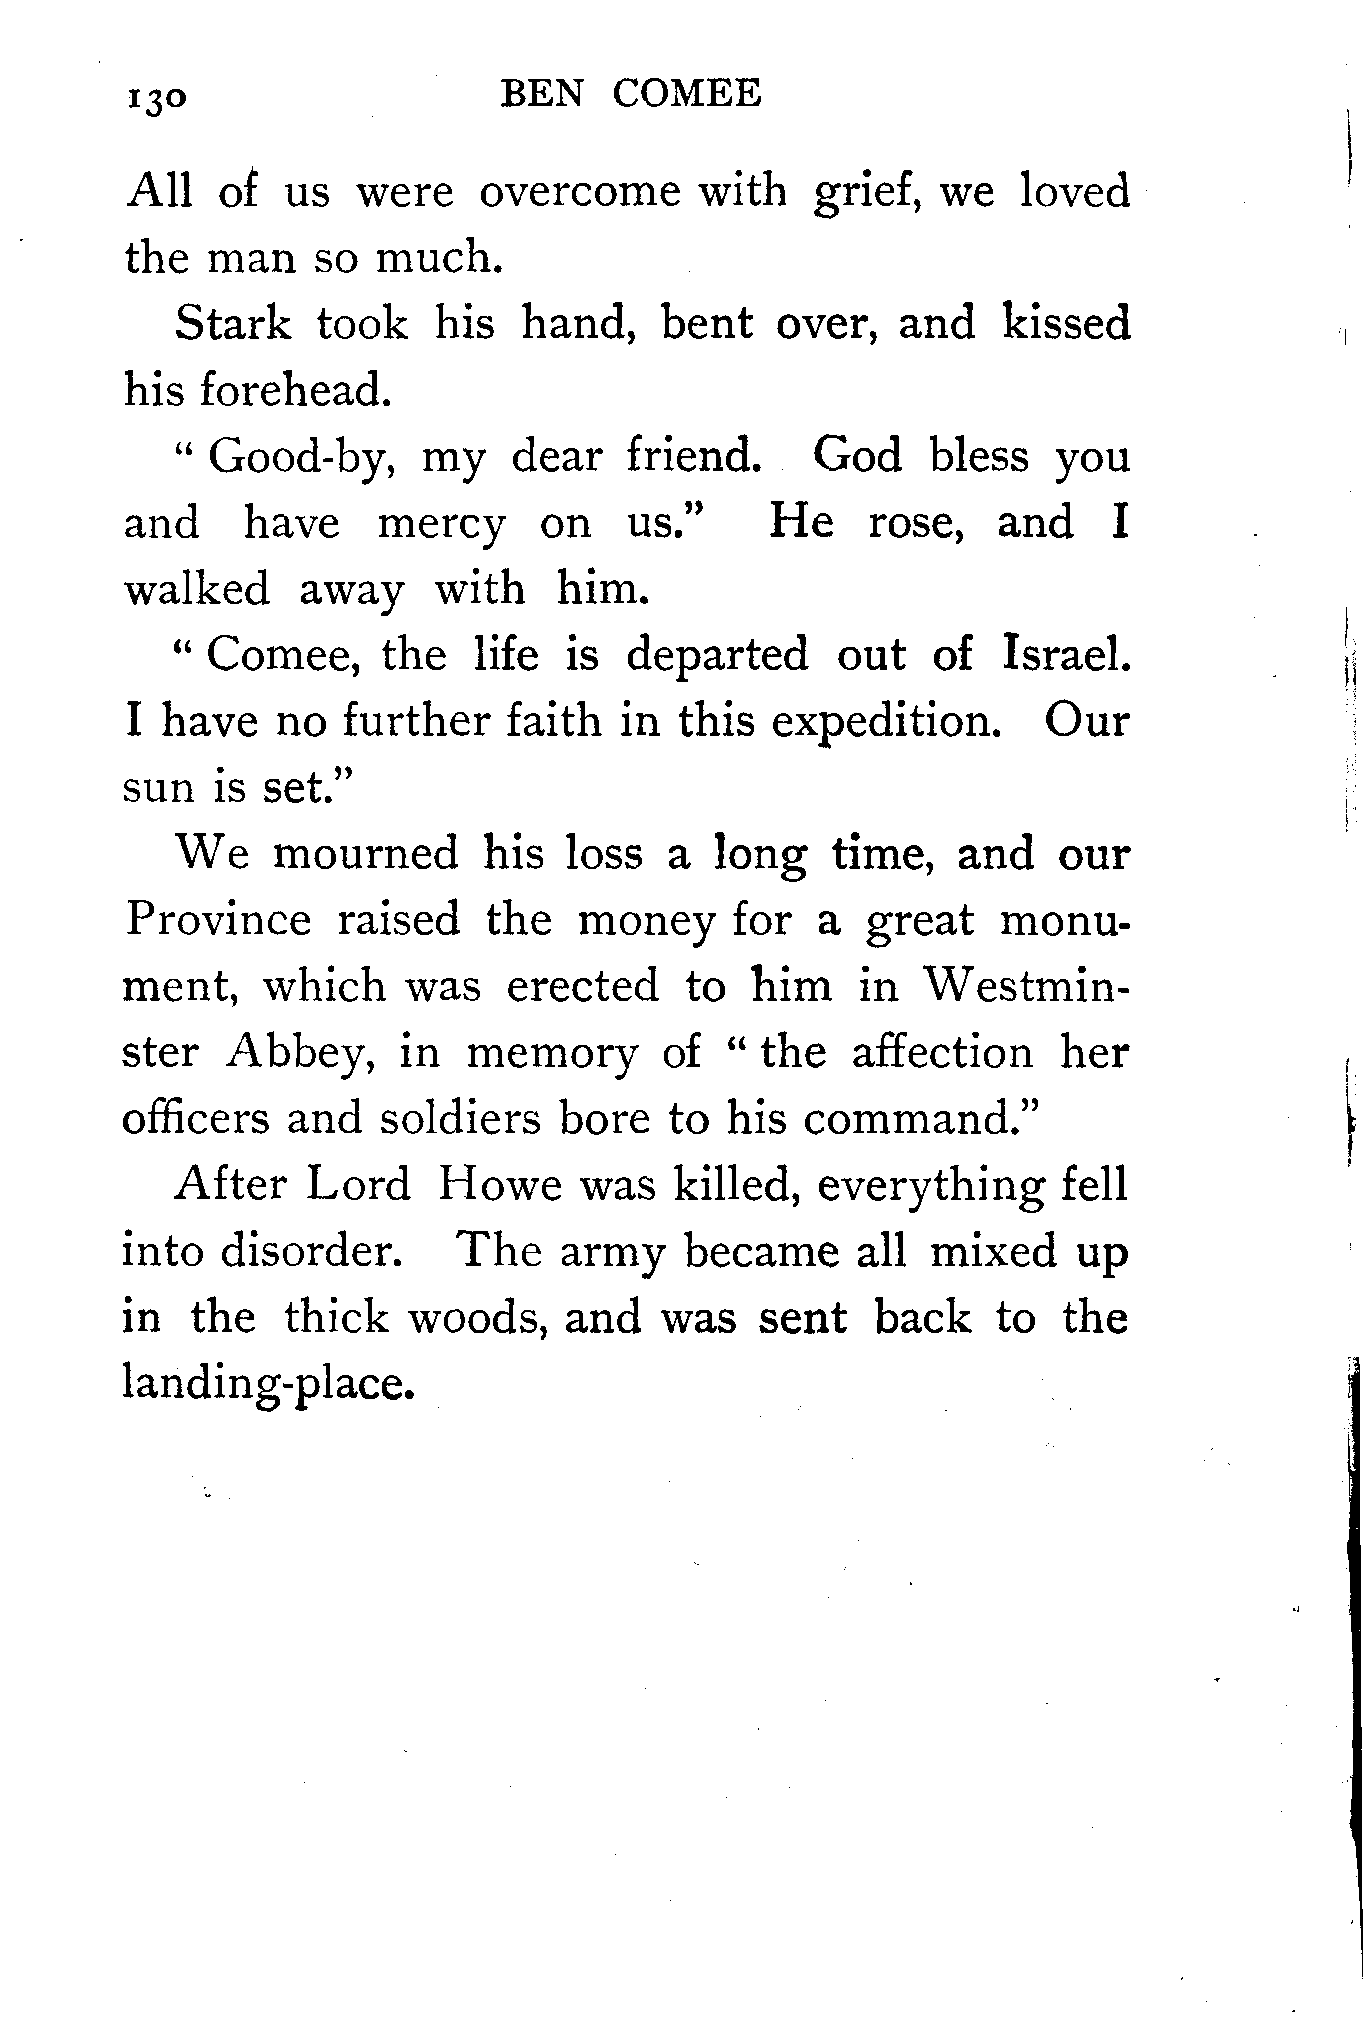 130 BEN COMEE
All of us were overcome with grief, we loved
the man so much.
Stark took his hand, bent over, and kissed
his forehead.
“ Good-by, my dear friend. God bless you
and have mercy on us.” He rose, and I
walked away with him.
“ Comee, the life is departed out of Israel.
I have no further faith in this expedition. Our
sun is set.”
We mourned his loss a long time, and our
Province raised the money for a great monu-
ment, which was erected to him in Westmin-
ster Abbey, in memory of “ the affection her
officers and soldiers bore to his command.”
After Lord Howe was killed, everything fell
into disorder. The army became all mixed up
in the thick woods, and was sent back to the
landing-place.